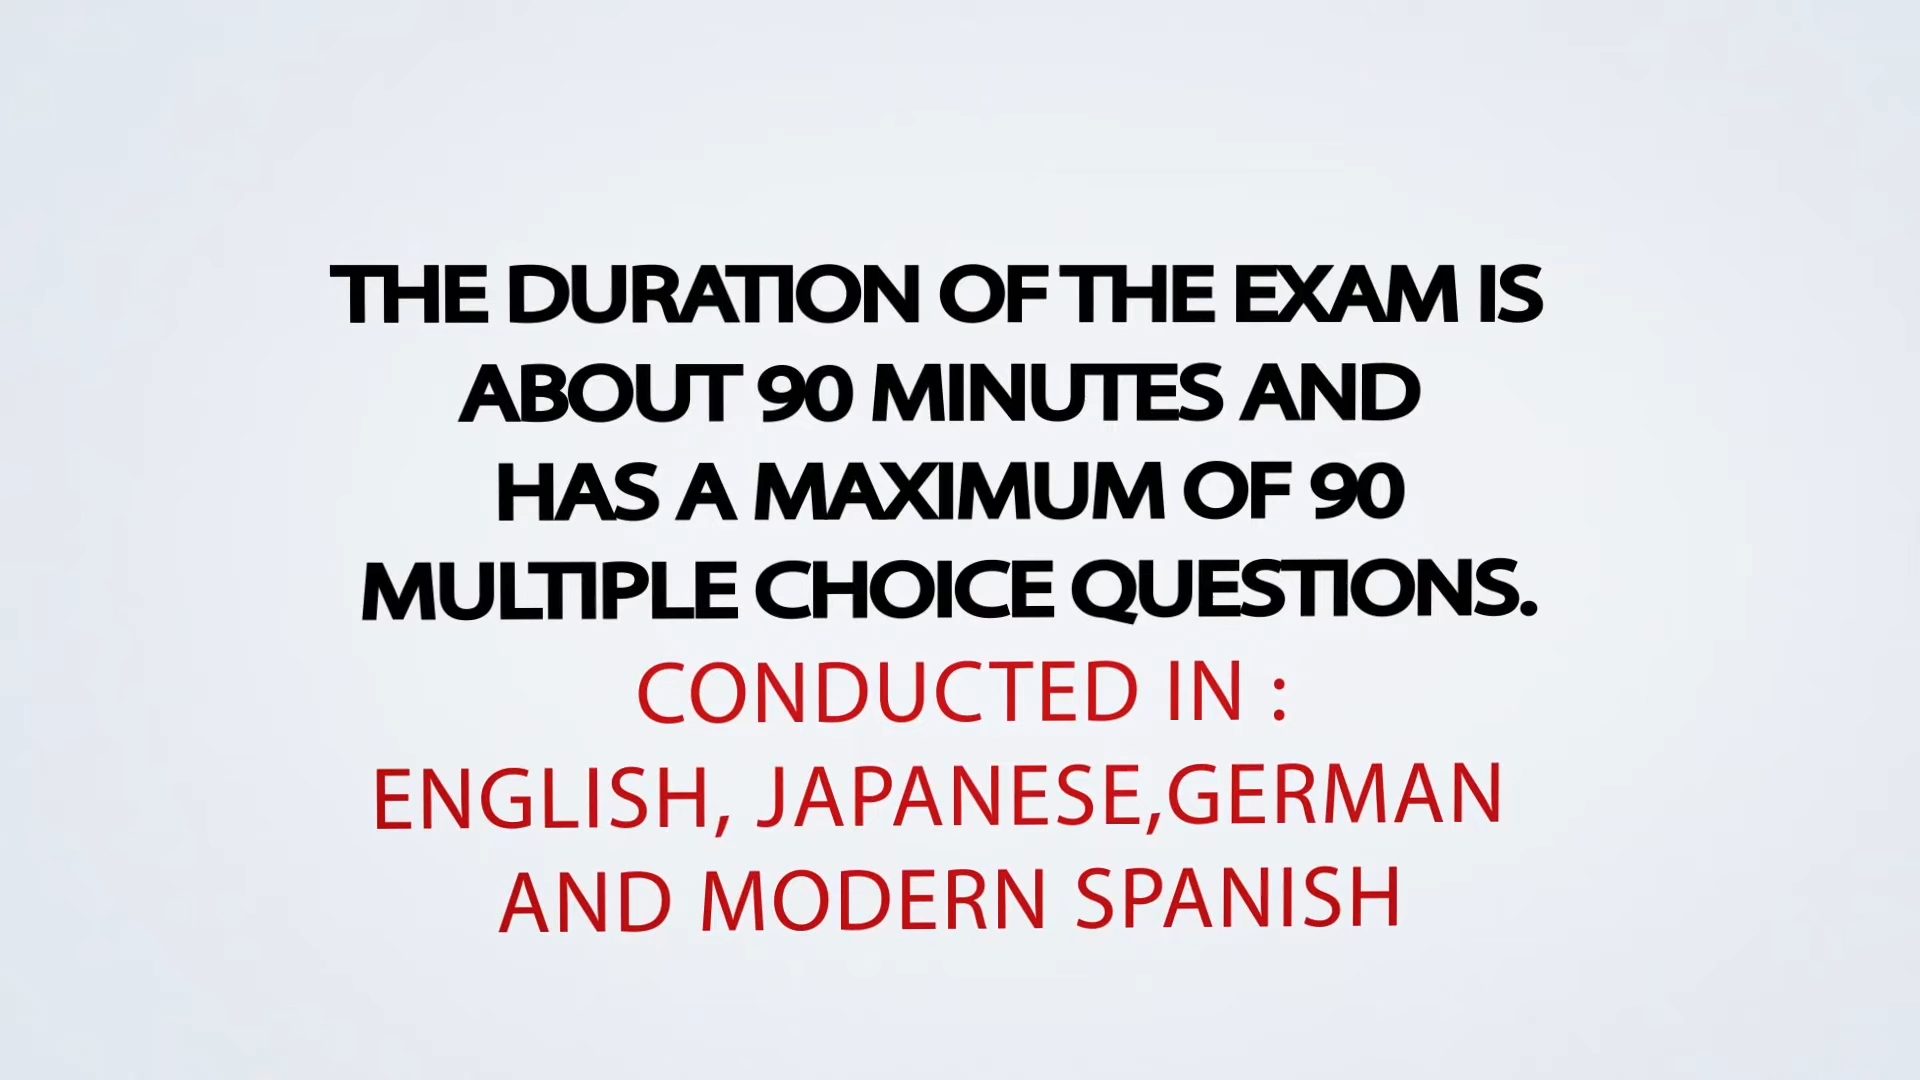 THE DURATION OF THE EXAM IS
ABOUT 90 MINUTES AND
HAS A MAXIMUM OF 90
MULTIPLE CHOICE QUESTIONS.
CONDUCTED IN :
ENGLISH, JAPANESE,GERMAN
AND MODERN SPANISH